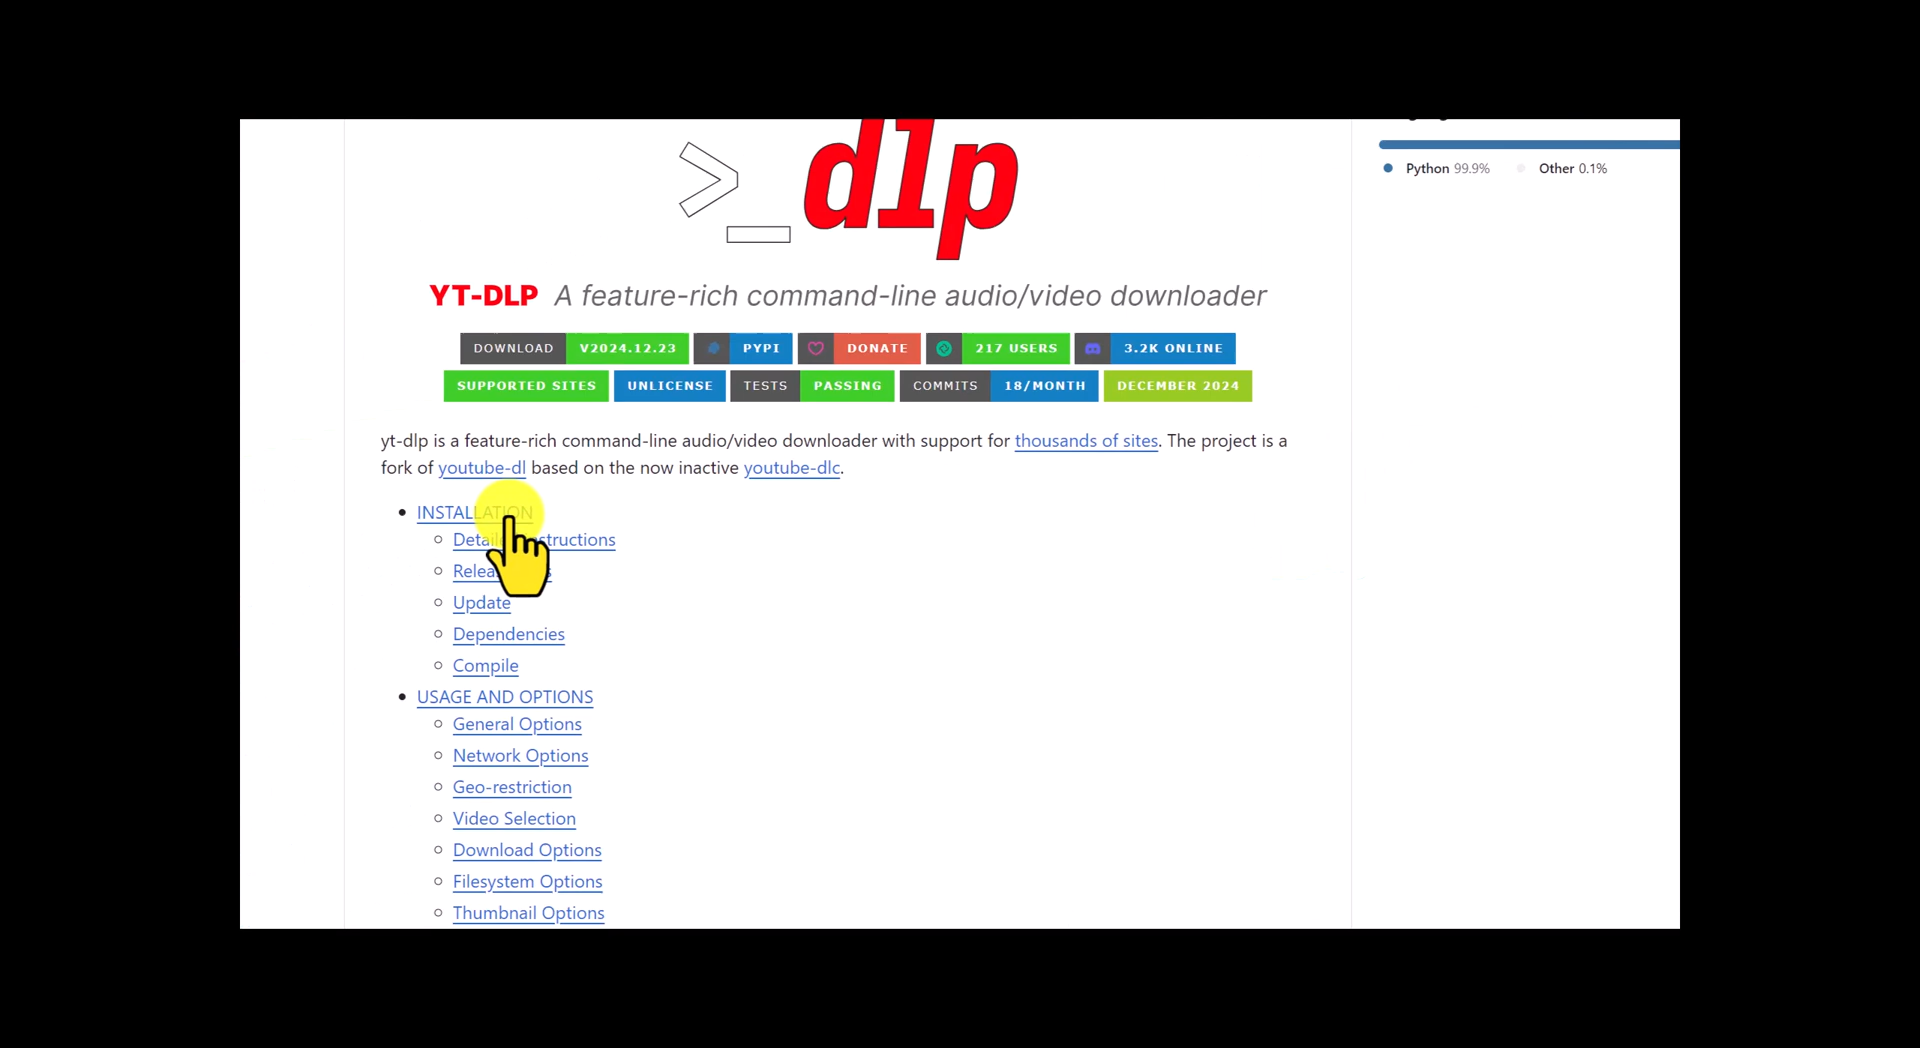 >_dlp
Python 99.9% Other 0.1%
YT-DLP A feature-rich command-line audio/video downloader
DOWNLOAD V2024.12.23 PYPI DONATE 217 USERS 3.2K ONLINE
SUPPORTED SITES UNLICENSE TESTS PASSING COMMITS 18/MONTH DECEMBER 2024
yt-dlp is a feature-rich command-line audio/video downloader with support for thousands of sites. The project is a
fork of youtube-dl based on the now inactive youtube-dlc.
INSTALLATION
Detailed instructions
Update
Dependencies
Compile
USAGE AND OPTIONS
General Options
Network Options
Geo-restriction
Video Selection
Download Options
Filesystem Options
Thumbnail Options